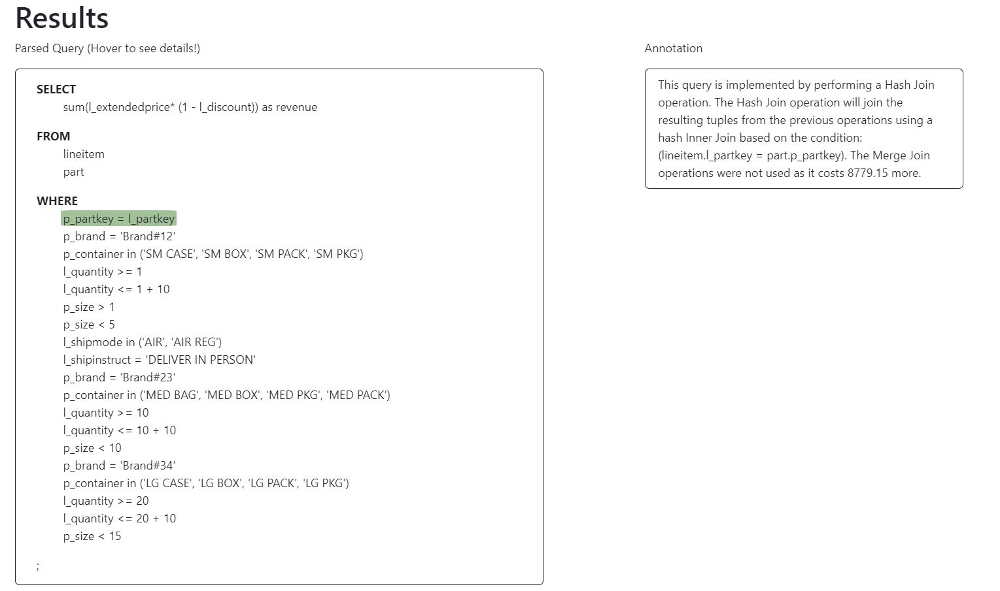 Results
Parsed Query (Hover to see details!)
SELECT
sum(l_extendedprice* (1 - l_discount)) as revenue
FROM
lineitem
part
WHERE
p_partkey = l_partkey
p_brand = 'Brand#12'
p_container in ('SM CASE', 'SM BOX', 'SM PACK', 'SM PKG')
l_quantity >= 1
l_quantity <= 1 + 10
p_size > 1
p_size < 5
l_shipmode in ('AIR', 'AIR REG')
l_shipinstruct = 'DELIVER IN PERSON'
p_brand = 'Brand#23'
p_container in ('MED BAG', 'MED BOX', 'MED PKG', 'MED PACK')
l_quantity >= 10
l_quantity <= 10 + 10
p_size < 10
p_brand = 'Brand#34'
p_container in ('LG CASE', 'LG BOX', 'LG PACK', 'LG PKG')
l_quantity >= 20
l_quantity <= 20 + 10
p_size < 15
;
Annotation
This query is implemented by performing a Hash Join
operation. The Hash Join operation will join the
resulting tuples from the previous operations using a
hash Inner Join based on the condition:
(lineitem.l_partkey = part.p_partkey). The Merge Join
operations were not used as it costs 8779.15 more.